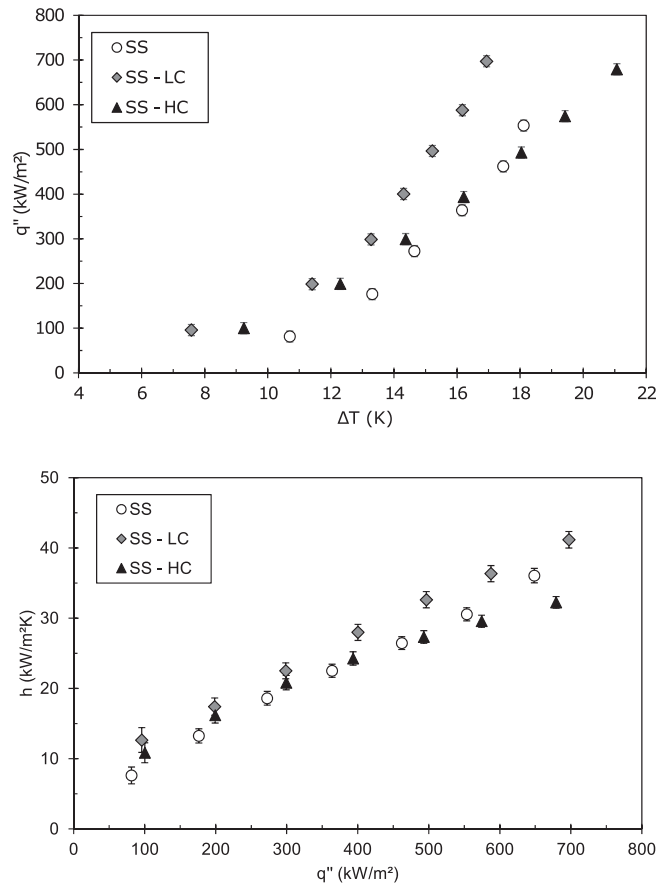 800
700
600
500
400
300
200
100
0
q" (kW/m²)
SS
SS - LC
SS - HC
4 6 8 10 12 14 16 18 20 22
ΔT (K)
50
40
30
20
10
0
h (kW/m²K)
SS
SS - LC
SS - HC
0 100 200 300 400 500 600 700 800
q" (kW/m²)